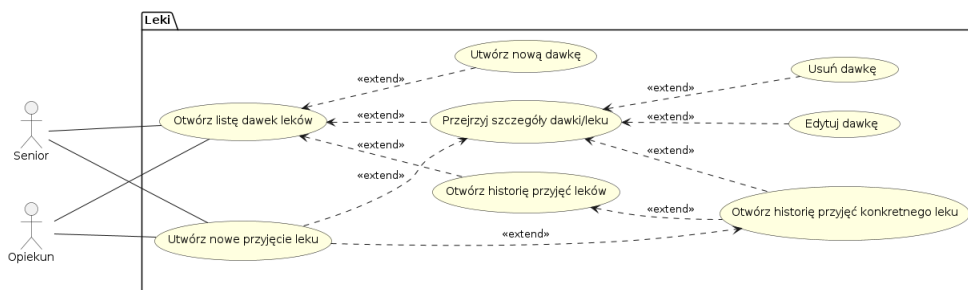 Leki
Utwórz nową dawkę
Usuń dawkę
«extend»
«extend»
Otwórz listę dawek leków
«extend»
Przejrzyj szczegóły dawki/leku
«extend»
Edytuj dawkę
Senior
«extend»
«extend»
«extend»
Otwórz historię przyjęć leków
«extend»
Otwórz historię przyjęć konkretnego leku
Utwórz nowe przyjęcie leku
«extend»
Opiekun